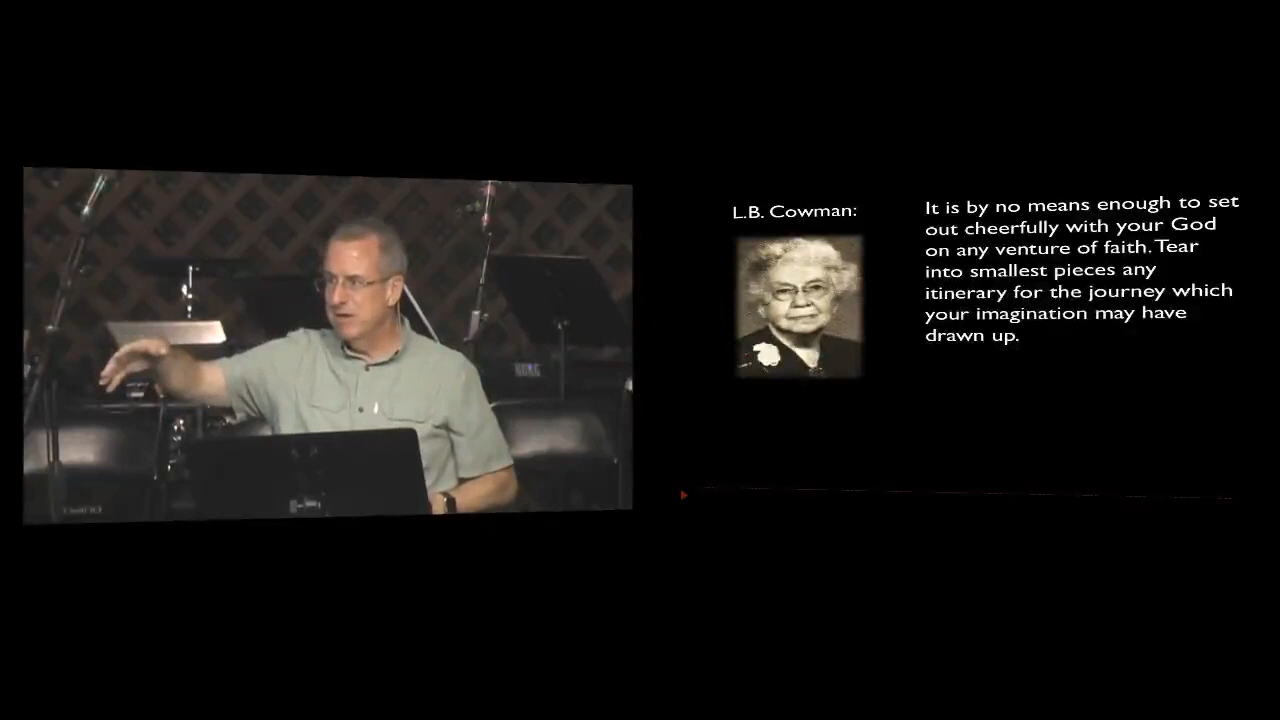 L.B. Cowman:
It is by no means enough to set
out cheerfully with your God
on any venture of faith. Tear
into smallest pieces any
itinerary for the journey which
your imagination may have
drawn up.
KORG